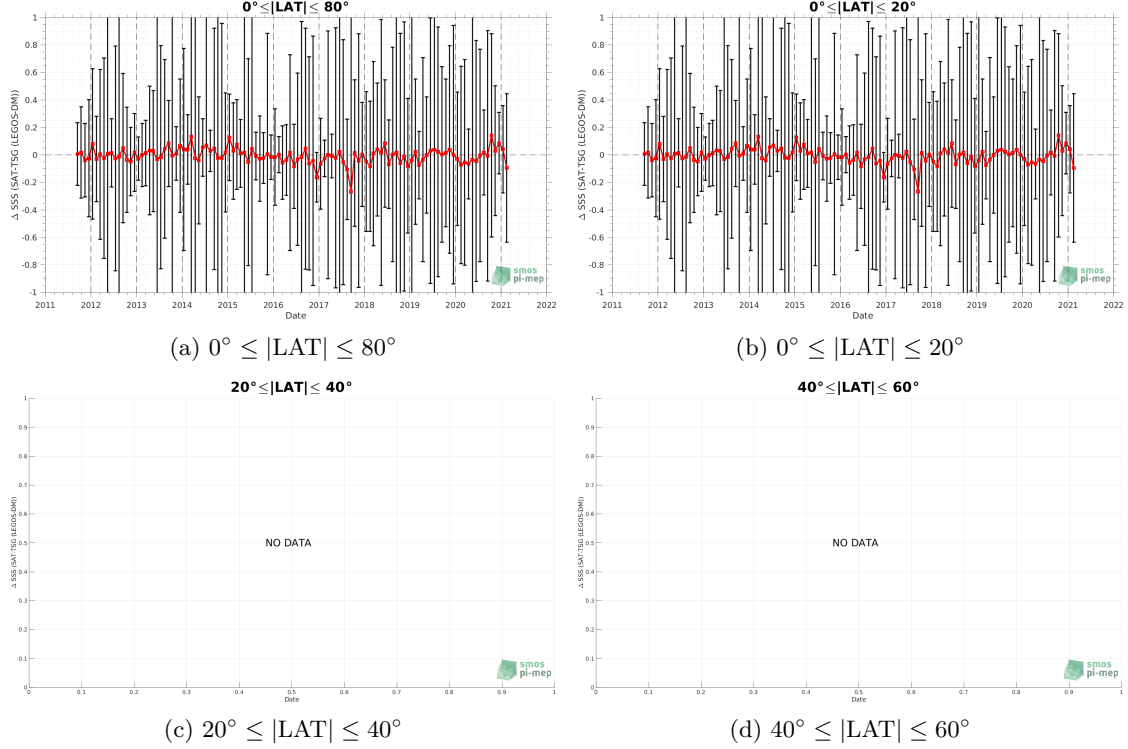 0°≤|LAT|≤ 80°
1
0.8
0.6
0.4
0.2
0
-0.2
-0.4
-0.6
-0.8
-1
Δ SSS (SAT-TSG (LEGOS-DM))
2011 2012 2013 2014 2015 2016 2017 2018 2019 2020 2021 2022
Date
smos
pi-mep
(a) 0° ≤ |LAT| ≤ 80°
0°≤|LAT|≤ 20°
1
0.8
0.6
0.4
0.2
0
-0.2
-0.4
-0.6
-0.8
-1
Δ SSS (SAT-TSG (LEGOS-DM))
2011 2012 2013 2014 2015 2016 2017 2018 2019 2020 2021 2022
Date
smos
pi-mep
(b) 0° ≤ |LAT| ≤ 20°
20°≤|LAT|≤ 40°
1
0.9
0.8
0.7
0.6
0.5
0.4
0.3
0.2
0.1
0
Δ SSS (SAT-TSG (LEGOS-DM))
NO DATA
0 0.1 0.2 0.3 0.4 0.5 0.6 0.7 0.8 0.9 1
Date
smos
pi-mep
(c) 20° ≤ |LAT| ≤ 40°
40°≤|LAT|≤ 60°
1
0.9
0.8
0.7
0.6
0.5
0.4
0.3
0.2
0.1
0
Δ SSS (SAT-TSG (LEGOS-DM))
NO DATA
0 0.1 0.2 0.3 0.4 0.5 0.6 0.7 0.8 0.9 1
Date
smos
pi-mep
(d) 40° ≤ |LAT| ≤ 60°